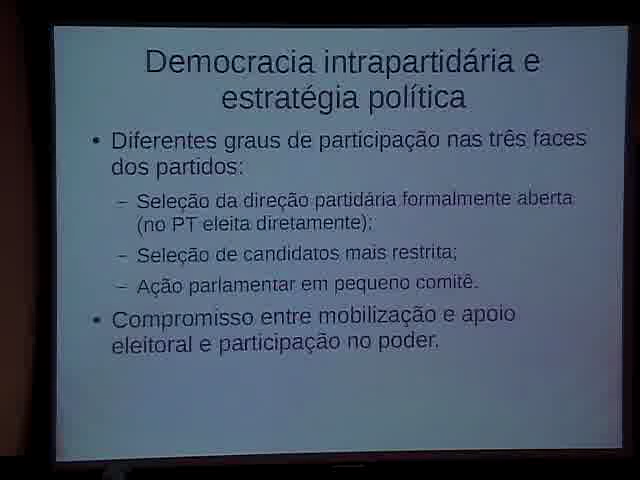 Democracia intrapartidária e
estratégia política
• Diferentes graus de participação nas três faces
dos partidos:
– Seleção da direção partidária formalmente aberta
(no PT eleita diretamente);
– Seleção de candidatos mais restrita;
– Ação parlamentar em pequeno comitê.
• Compromisso entre mobilização e apoio
eleitoral e participação no poder.